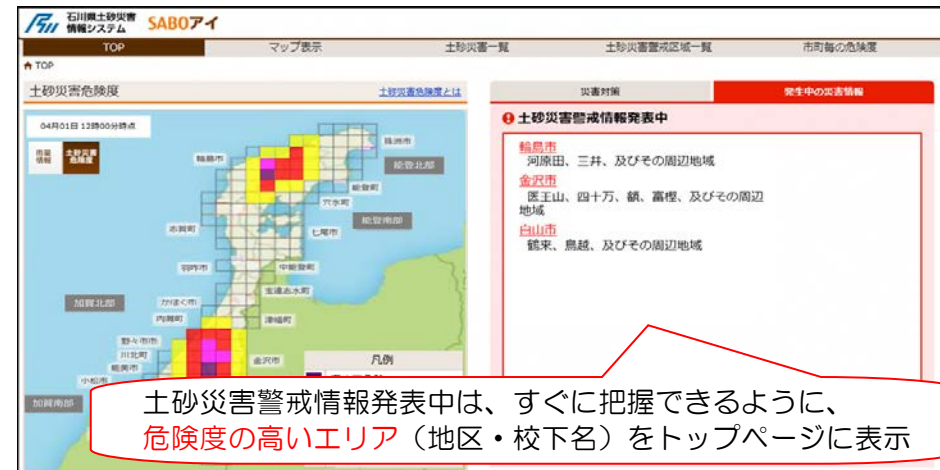 石川県土砂災害
情報システム SABOアイ
TOP マップ表示 土砂災害一覧 土砂災害警戒区域一覧 市町毎の危険度
TOP
土砂災害危険度 土砂災害危険度とは
災害対策 発生中の災害情報
04月01日 12時00分時点
雨量
情報
土砂災害
危険度
珠洲市
輪島市
能登北部
能登町
穴水町
能登南部
志賀町
七尾市
羽咋市
中能登町
宝達志水町
加賀北部
かほく市
内灘町
津幡町
野々市市
川北町
能美市
金沢市
小松市
加賀南部
凡例
土砂災害警戒情報発表中
輪島市
河原田、三井、及びその周辺地域
金沢市
医王山、四十万、額、富樫、及びその周辺
地域
白山市
鶴来、鳥越、及びその周辺地域
土砂災害警戒情報発表中は、すぐに把握できるように、
危険度の高いエリア（地区・校下名）をトップページに表示